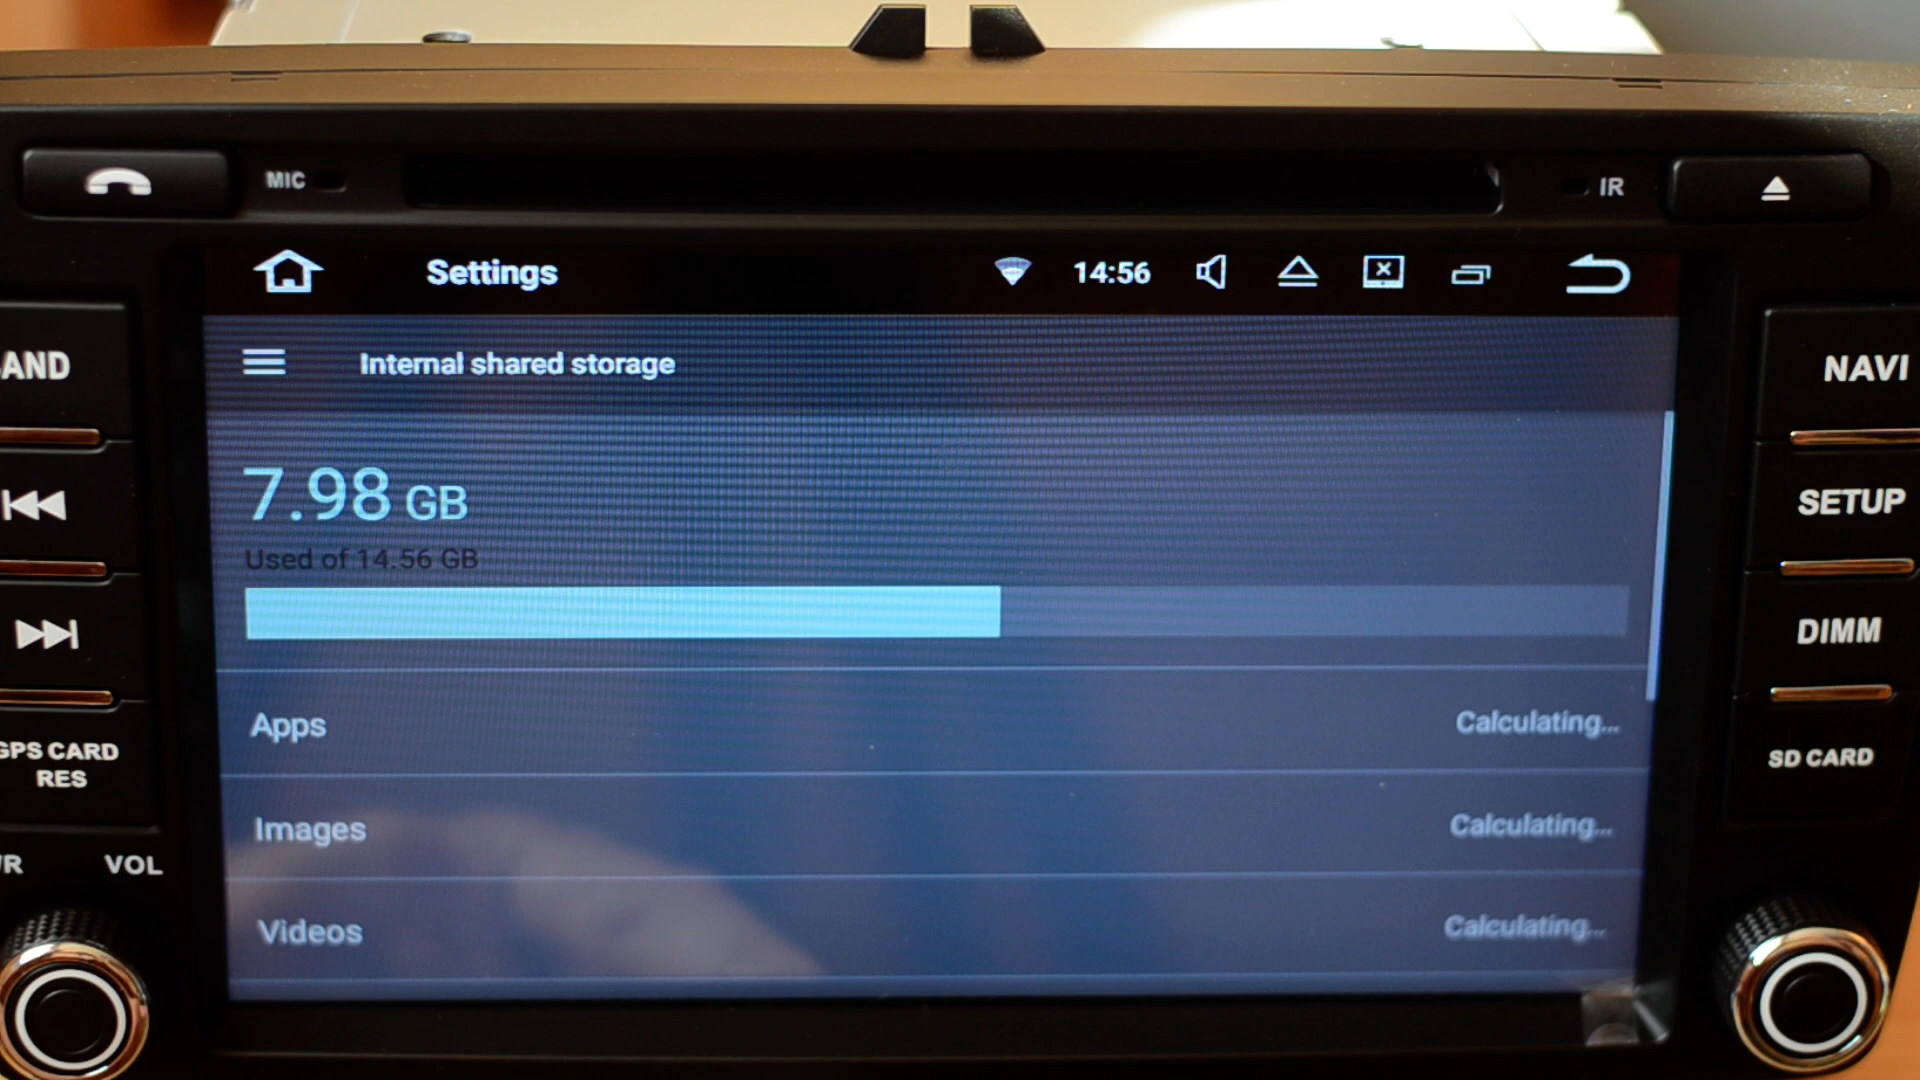 MIC
IR
Settings
14:56
AND
Internal shared storage
NAVI
7.98 GB
Used of 14.56 GB
SETUP
DIMM
Apps
Calculating...
GPS CARD
RES
SD CARD
Images
Calculating...
VOL
Videos
Calculating...